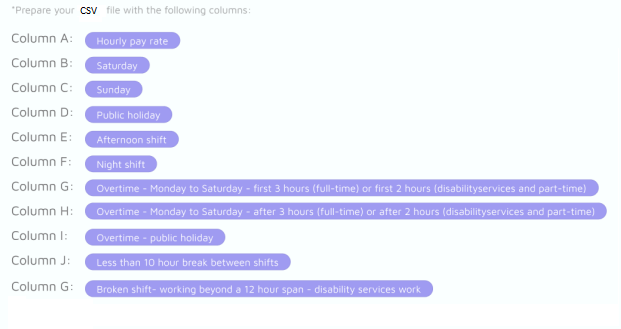 *Prepare your CSV file with the following columns:
Column A: Hourly pay rate
Column B: Saturday
Column C: Sunday
Column D: Public holiday
Column E: Afternoon shift
Column F: Night shift
Column G: Overtime - Monday to Saturday - first 3 hours (full-time) or first 2 hours (disabilityservices and part-time)
Column H: Overtime - Monday to Saturday - after 3 hours (full-time) or after 2 hours (disabilityservices and part-time)
Column I: Overtime - public holiday
Column J: Less than 10 hour break between shifts
Column G: Broken shift- working beyond a 12 hour span - disability services work